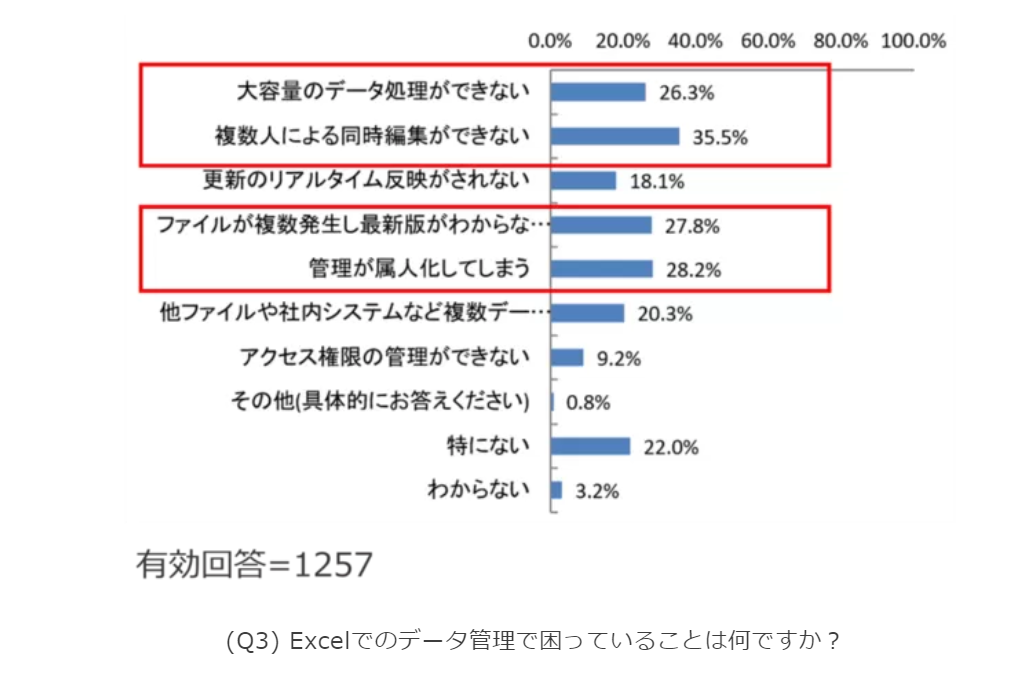 0.0% 20.0% 40.0% 60.0% 80.0% 100.0%
大容量のデータ処理ができない 26.3%
複数人による同時編集ができない 35.5%
更新のリアルタイム反映がされない 18.1%
ファイルが複数発生し最新版がわからな… 27.8%
管理が属人化してしまう 28.2%
他ファイルや社内システムなど複数デー… 20.3%
アクセス権限の管理ができない 9.2%
その他(具体的にお答えください) 0.8%
特にない 22.0%
わからない 3.2%
有効回答=1257
(Q3) Excelでのデータ管理で困っていることは何ですか？